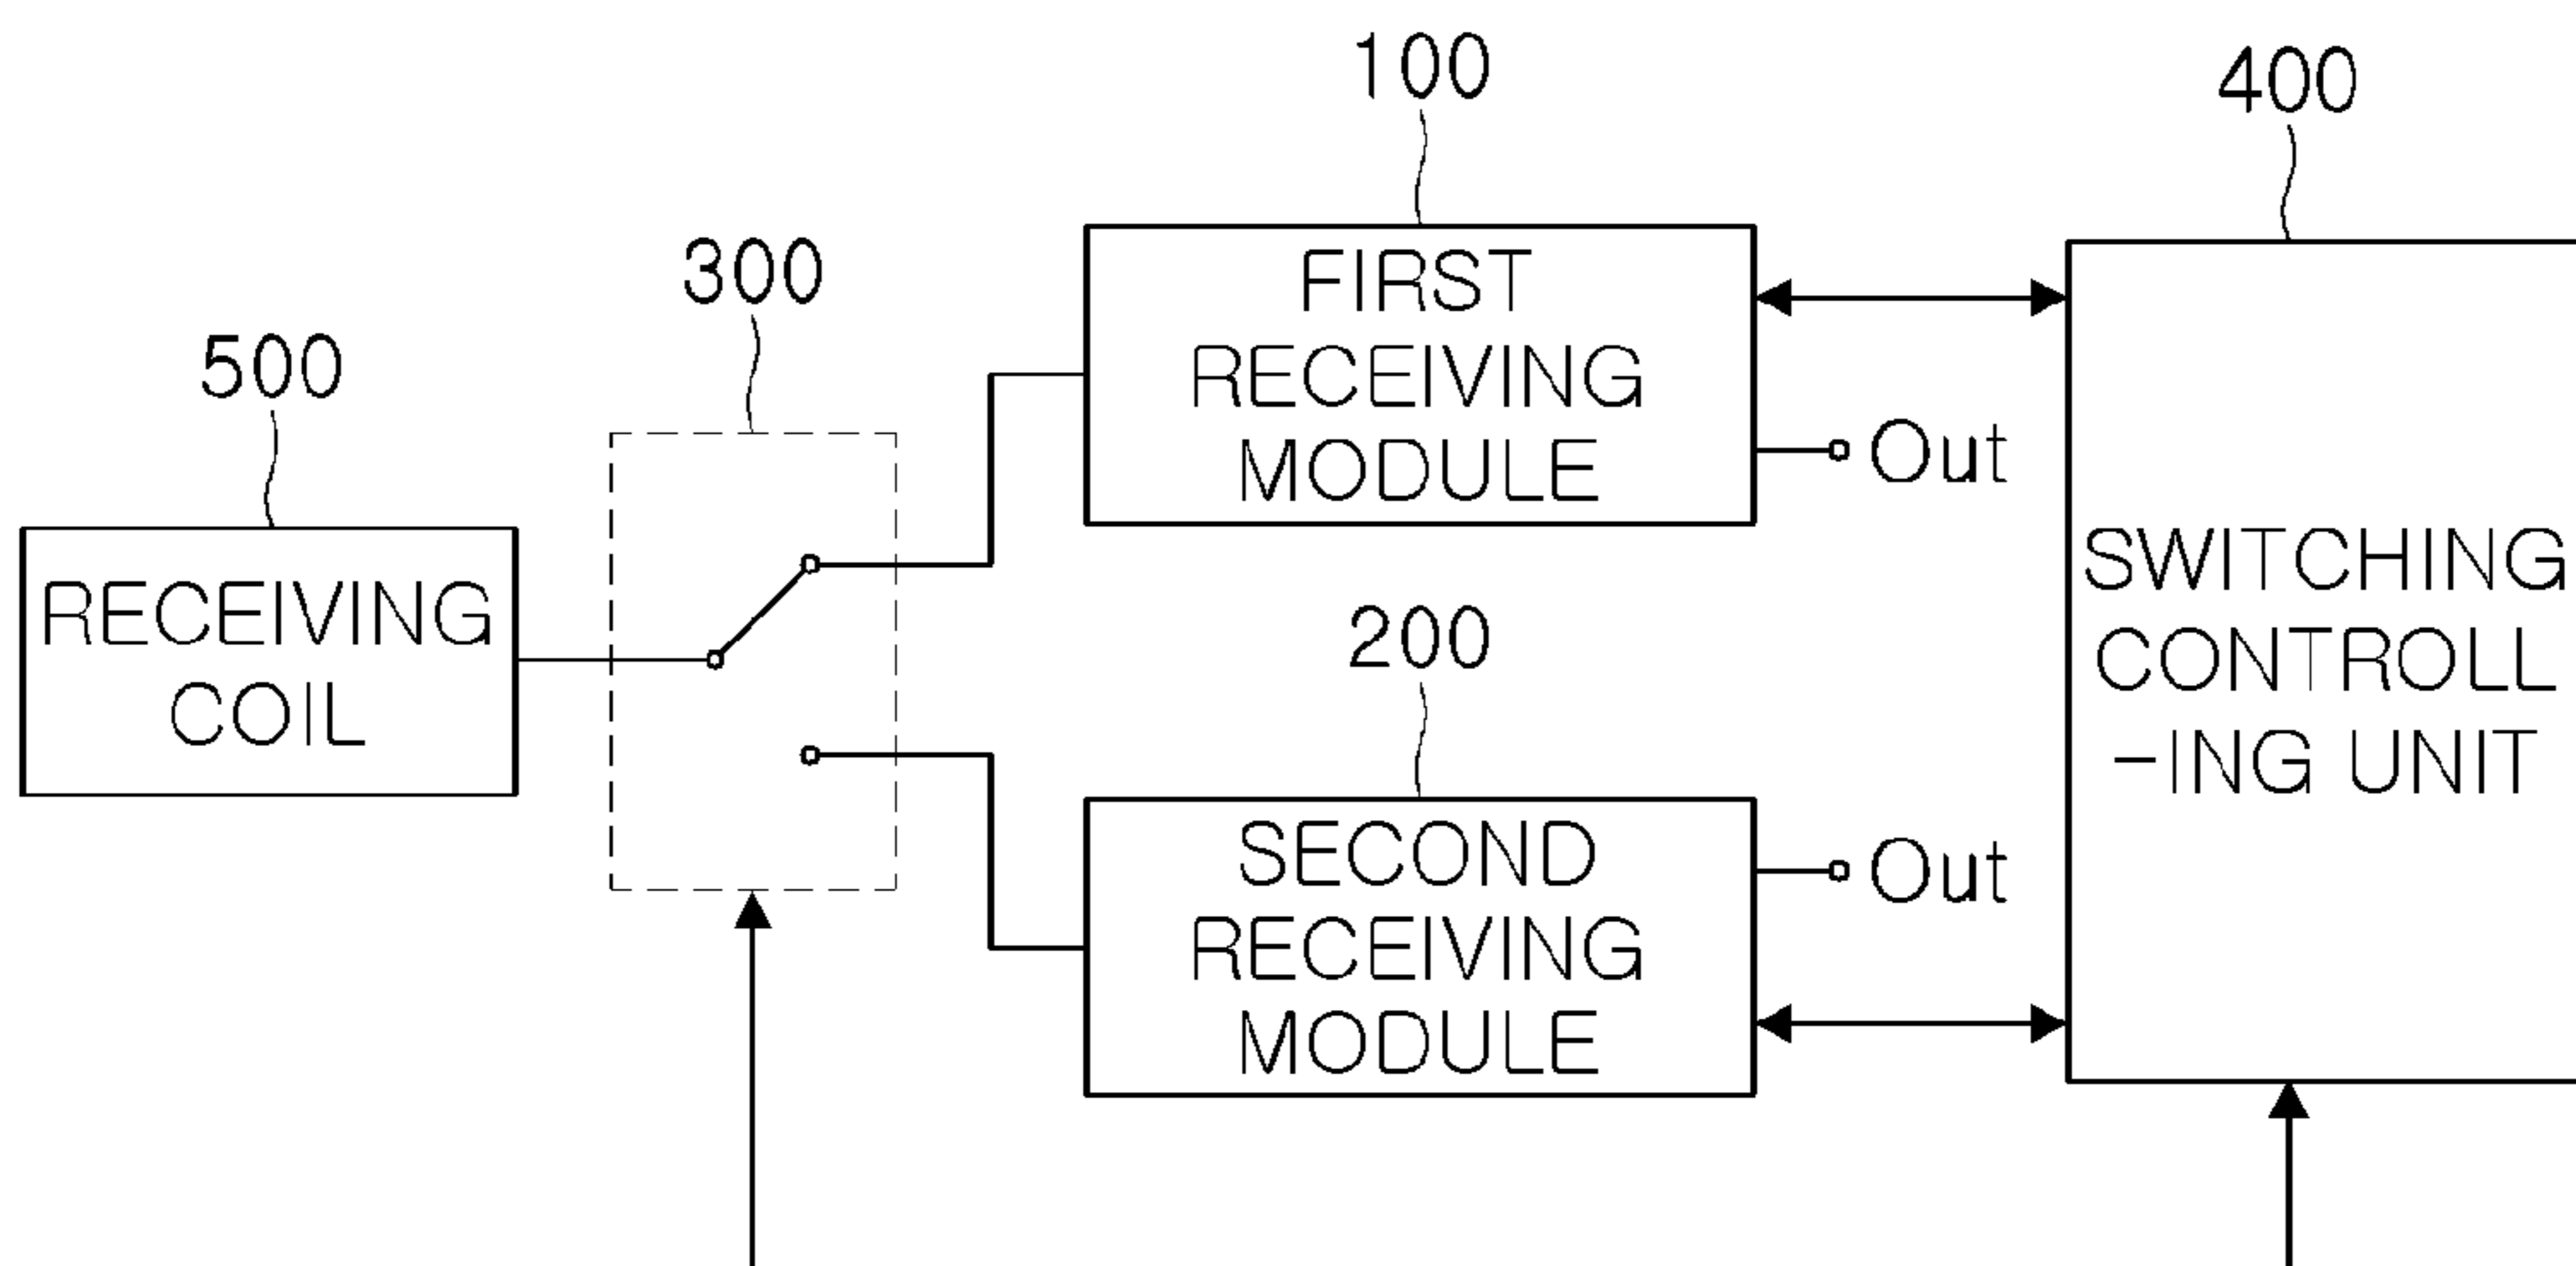 100
400
300
500
FIRST
RECEIVING
MODULE
Out
RECEIVING
COIL
SWITCHING
CONTROLL
-ING UNIT
200
SECOND
RECEIVING
MODULE
Out